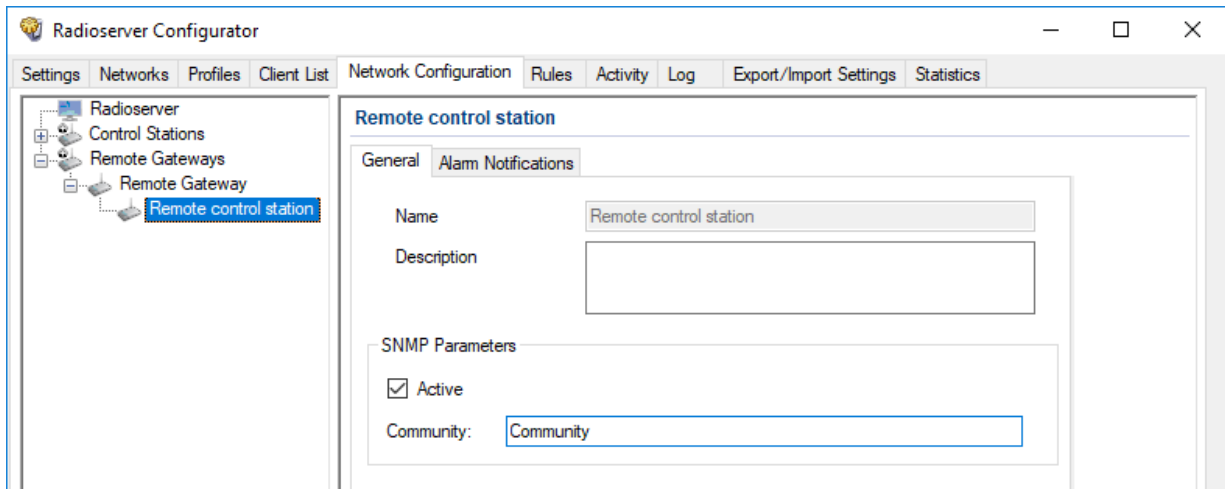 Radioserver Configurator
Settings Networks Profiles Client List Network Configuration Rules Activity Log Export/Import Settings Statistics
Radioserver
Control Stations
Remote Gateways
Remote Gateway
Remote control station
Remote control station
General Alarm Notifications
Name Remote control station
Description
SNMP Parameters
Active
Community: Community